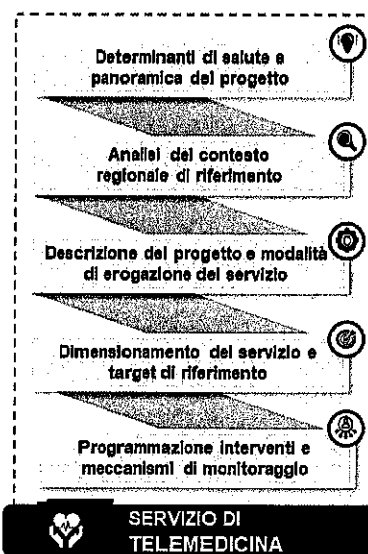 Determinanti di salute e
panoramica del progetto
Analisi del contesto
regionale di riferimento
Descrizione del progetto e modalità
di erogazione del servizio
Dimensionamento del servizio e
target di riferimento
Programmazione interventi e
meccanismi di monitoraggio
SERVIZIO DI
TELEMEDICINA